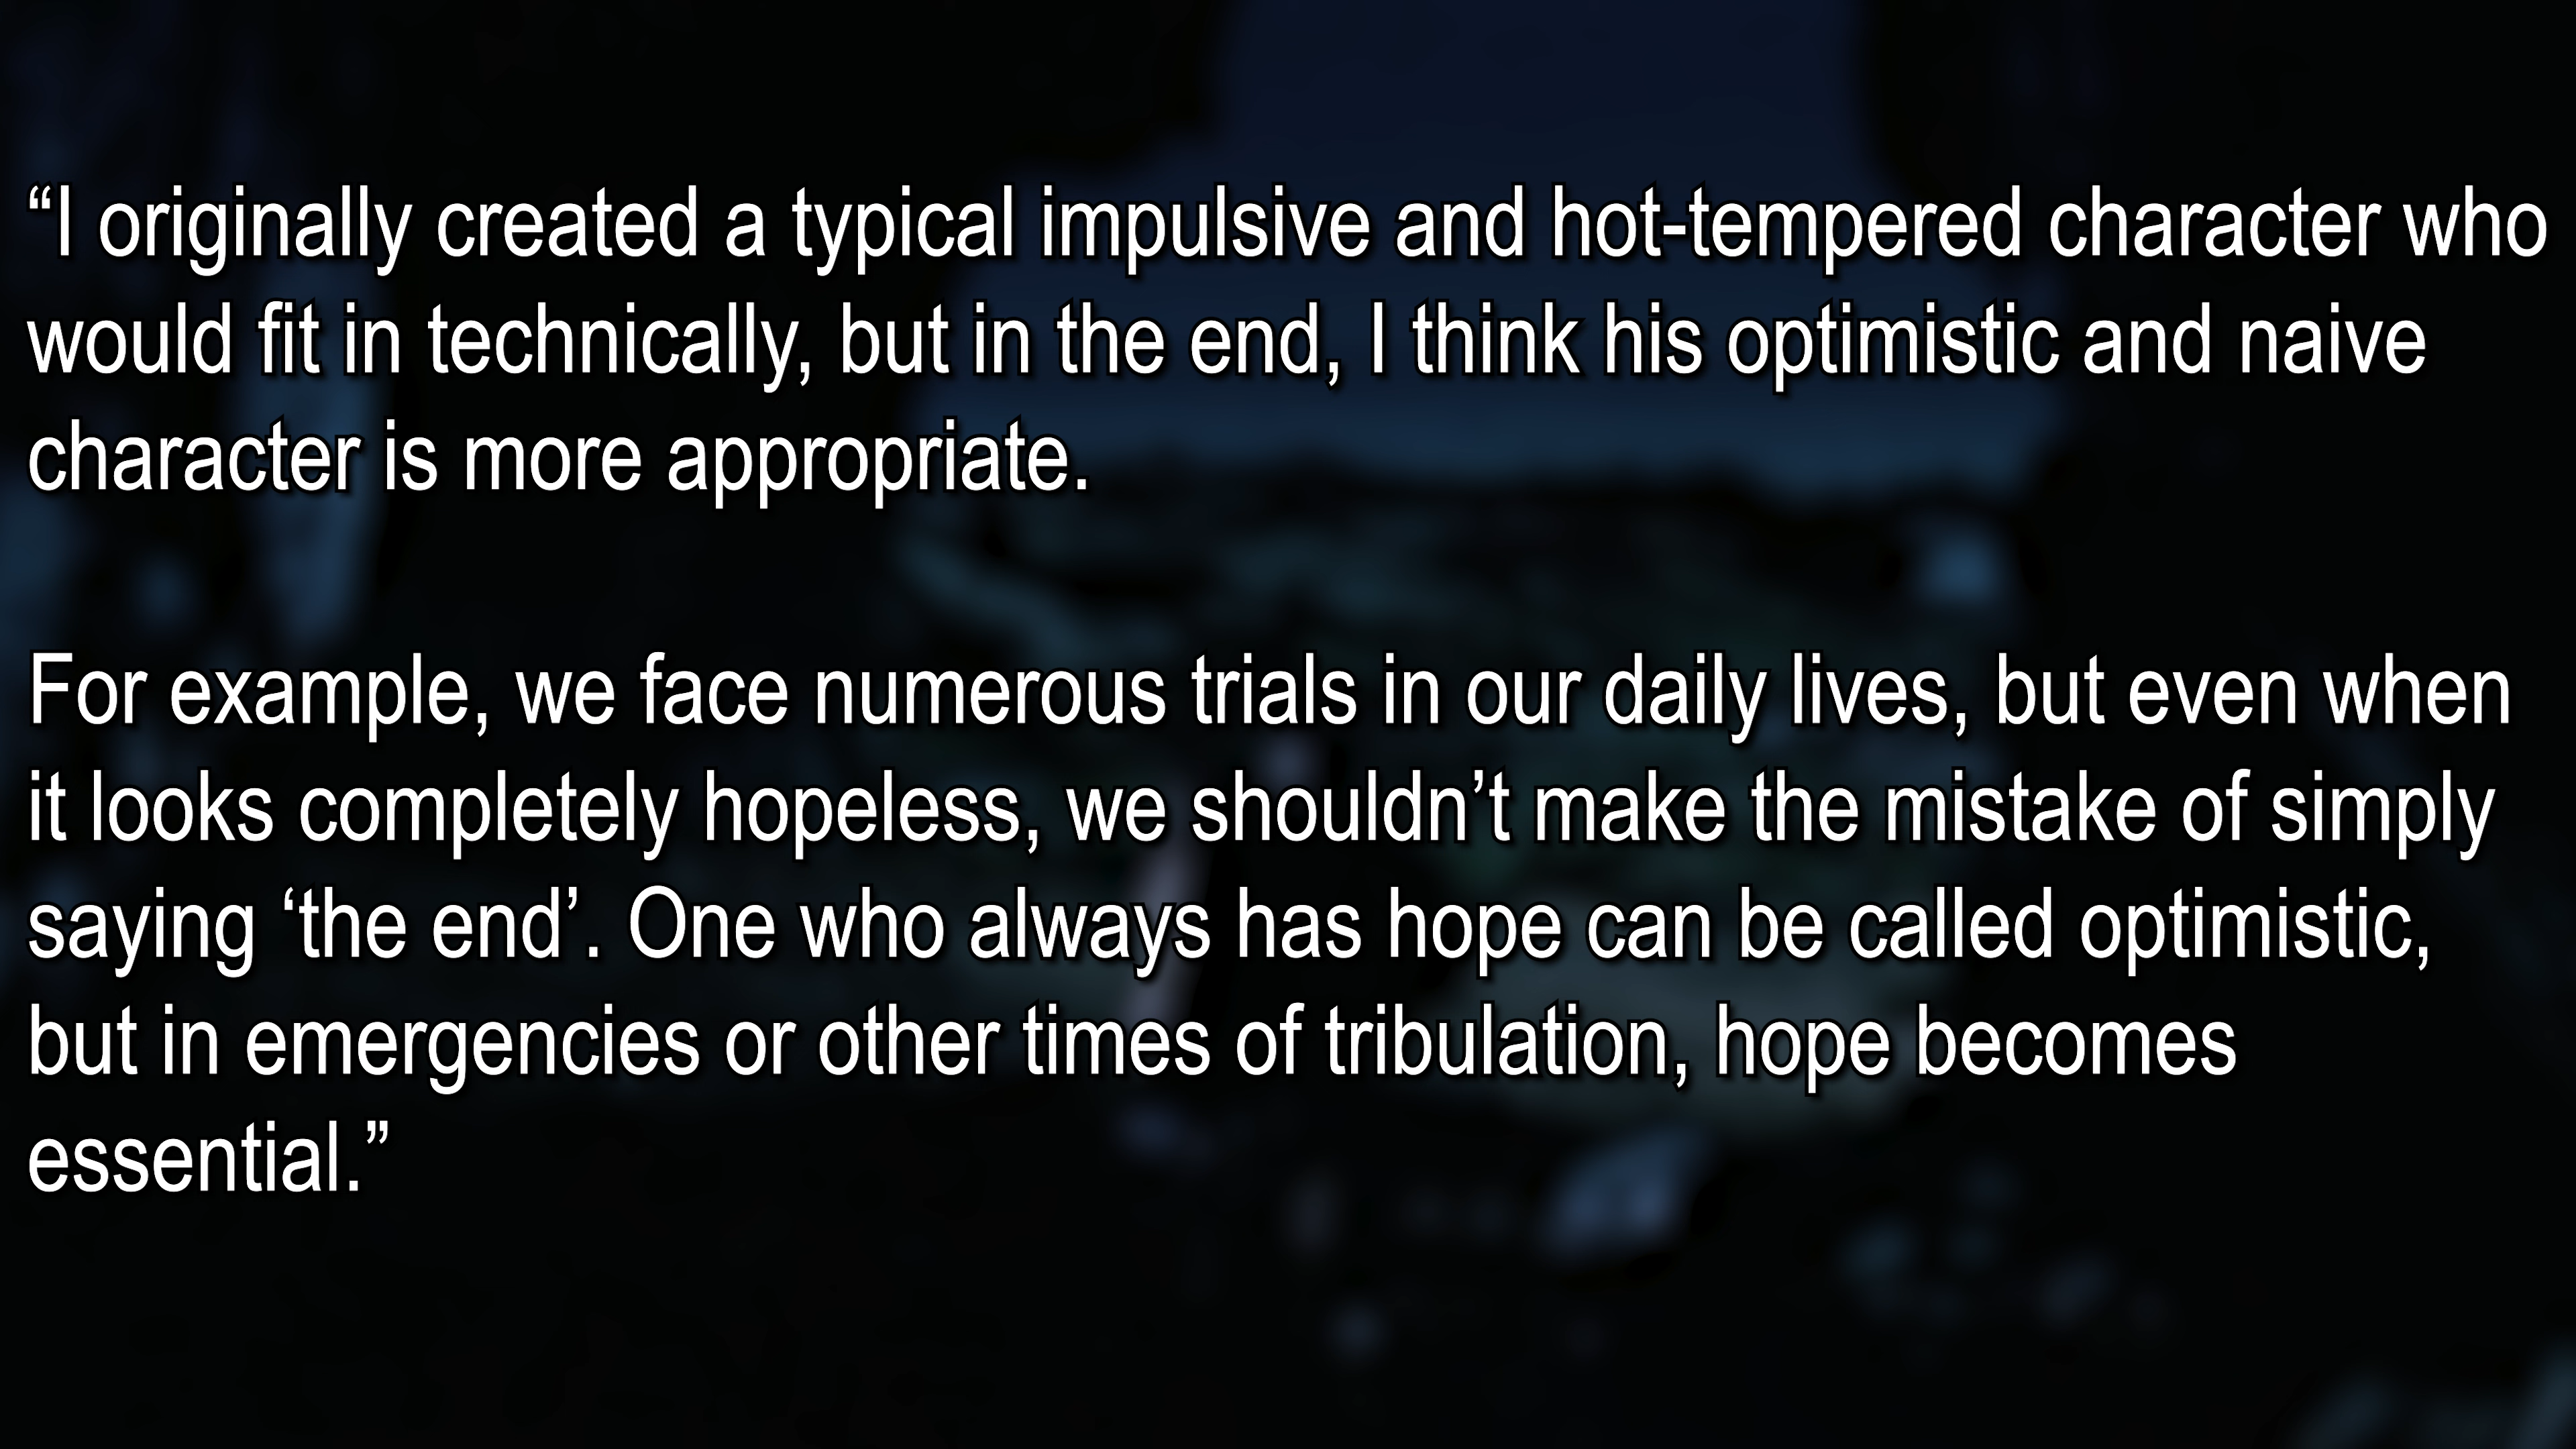 “I originally created a typical impulsive and hot-tempered character who
would fit in technically, but in the end, I think his optimistic and naive
character is more appropriate.
For example, we face numerous trials in our daily lives, but even when
it looks completely hopeless, we shouldn’t make the mistake of simply
saying ‘the end’. One who always has hope can be called optimistic,
but in emergencies or other times of tribulation, hope becomes
essential.”